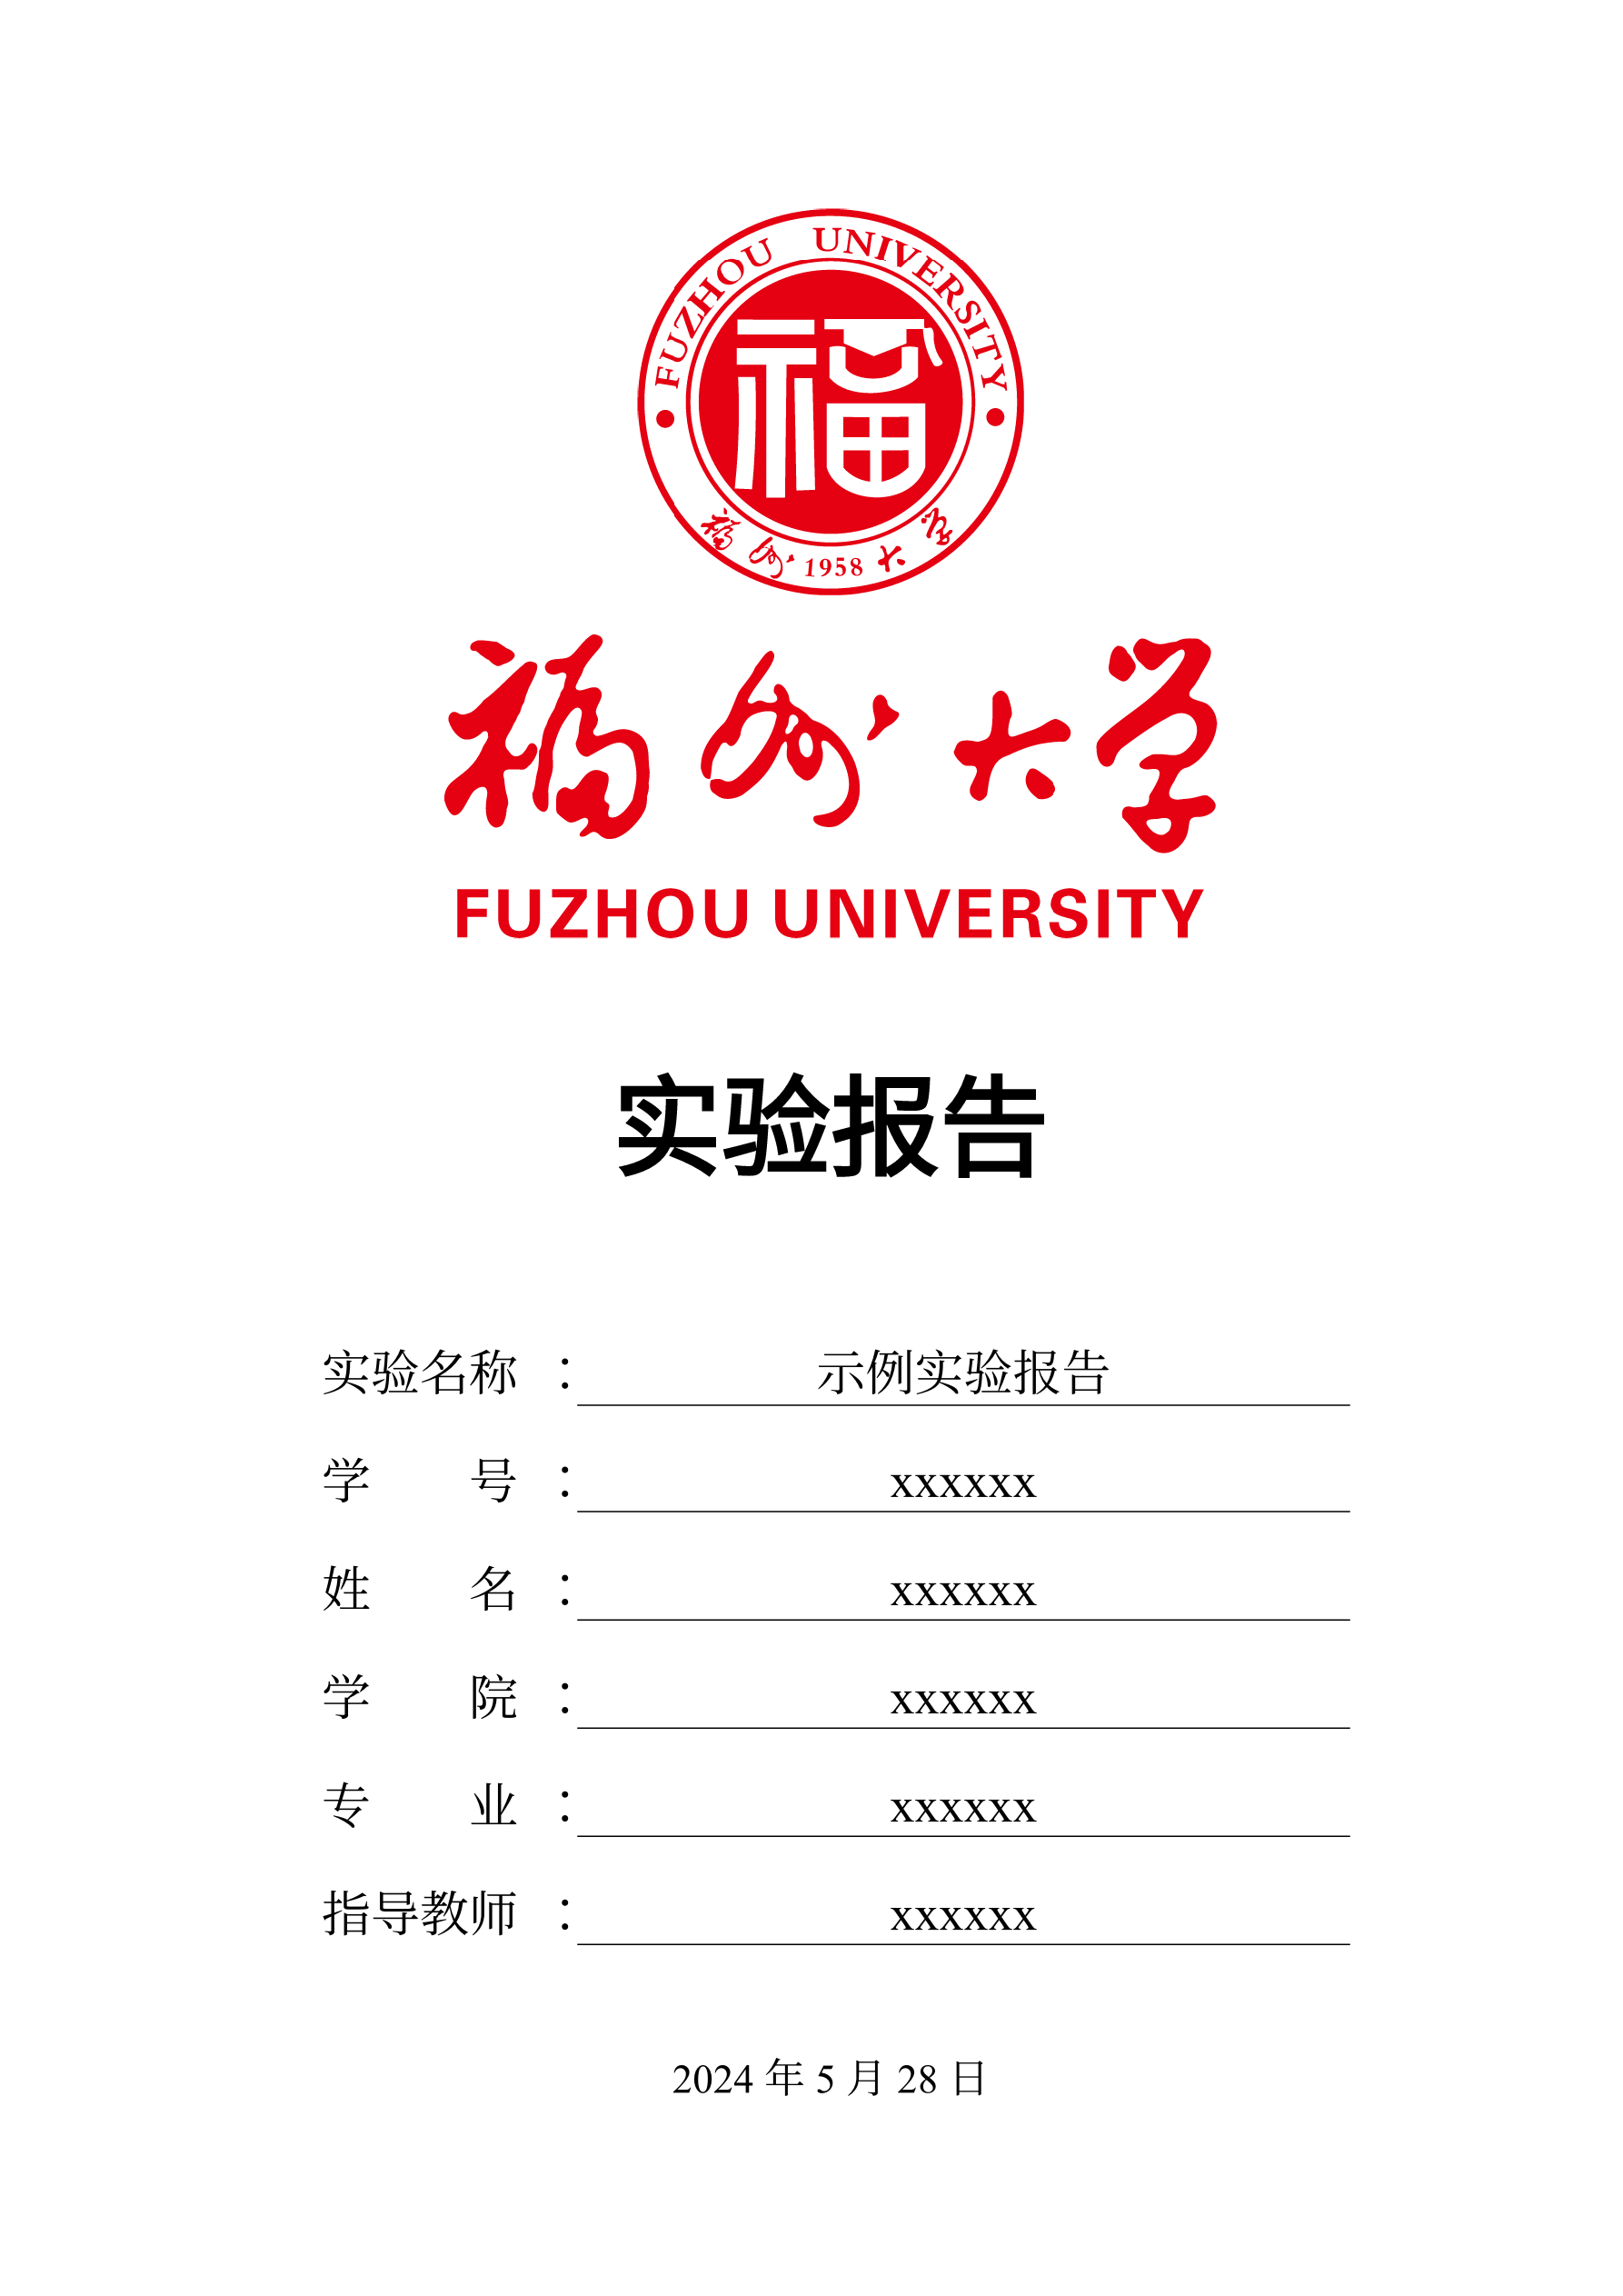 FUZHOU UNIVERSITY
福
福州 1958 大学
福州大学
FUZHOU UNIVERSITY
实验报告
实验名称 : 示例实验报告
学 号 : xxxxxx
姓 名 : xxxxxx
学 院 : xxxxxx
专 业 : xxxxxx
指导教师 : xxxxxx
2024 年 5 月 28 日